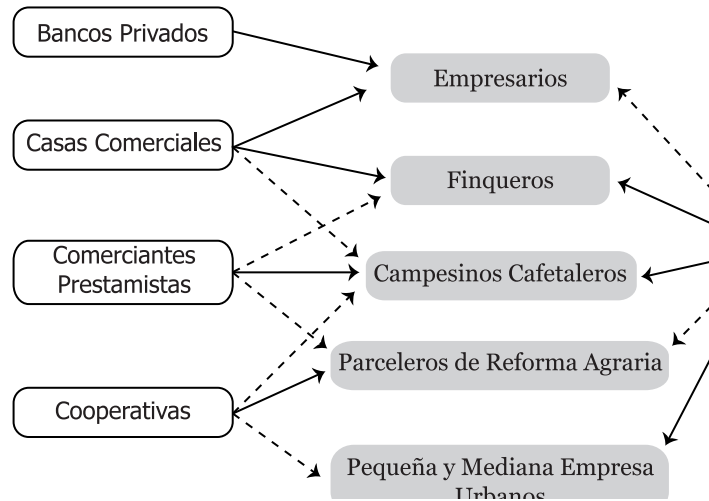 Bancos Privados
Empresarios
Casas Comerciales
Finqueros
Comerciantes
Prestamistas
Campesinos Cafetaleros
Parceleros de Reforma Agraria
Cooperativas
Pequeña y Mediana Empresa
Urbanos